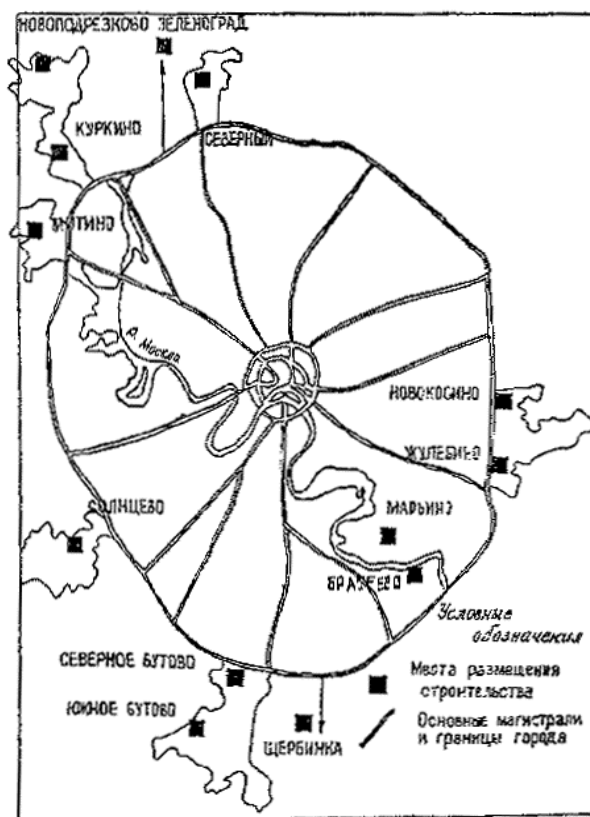 НОВОПОДРЕЗКОВО ЗЕЛЕНОГРАД
КУРКИНО
СЕВЕРНЫЙ
МИТИНО
р. Москва
НОВОКОСИНО
ЖУЛЕБИНО
МАРЬИНО
СОЛНЦЕВО
БРАТЕЕВО
Условные
обозначения
СЕВЕРНОЕ БУТОВО
Места размещения
строительства
ЮЖНОЕ БУТОВО
Основные магистрали
и границы города
ЩЕРБИНКА